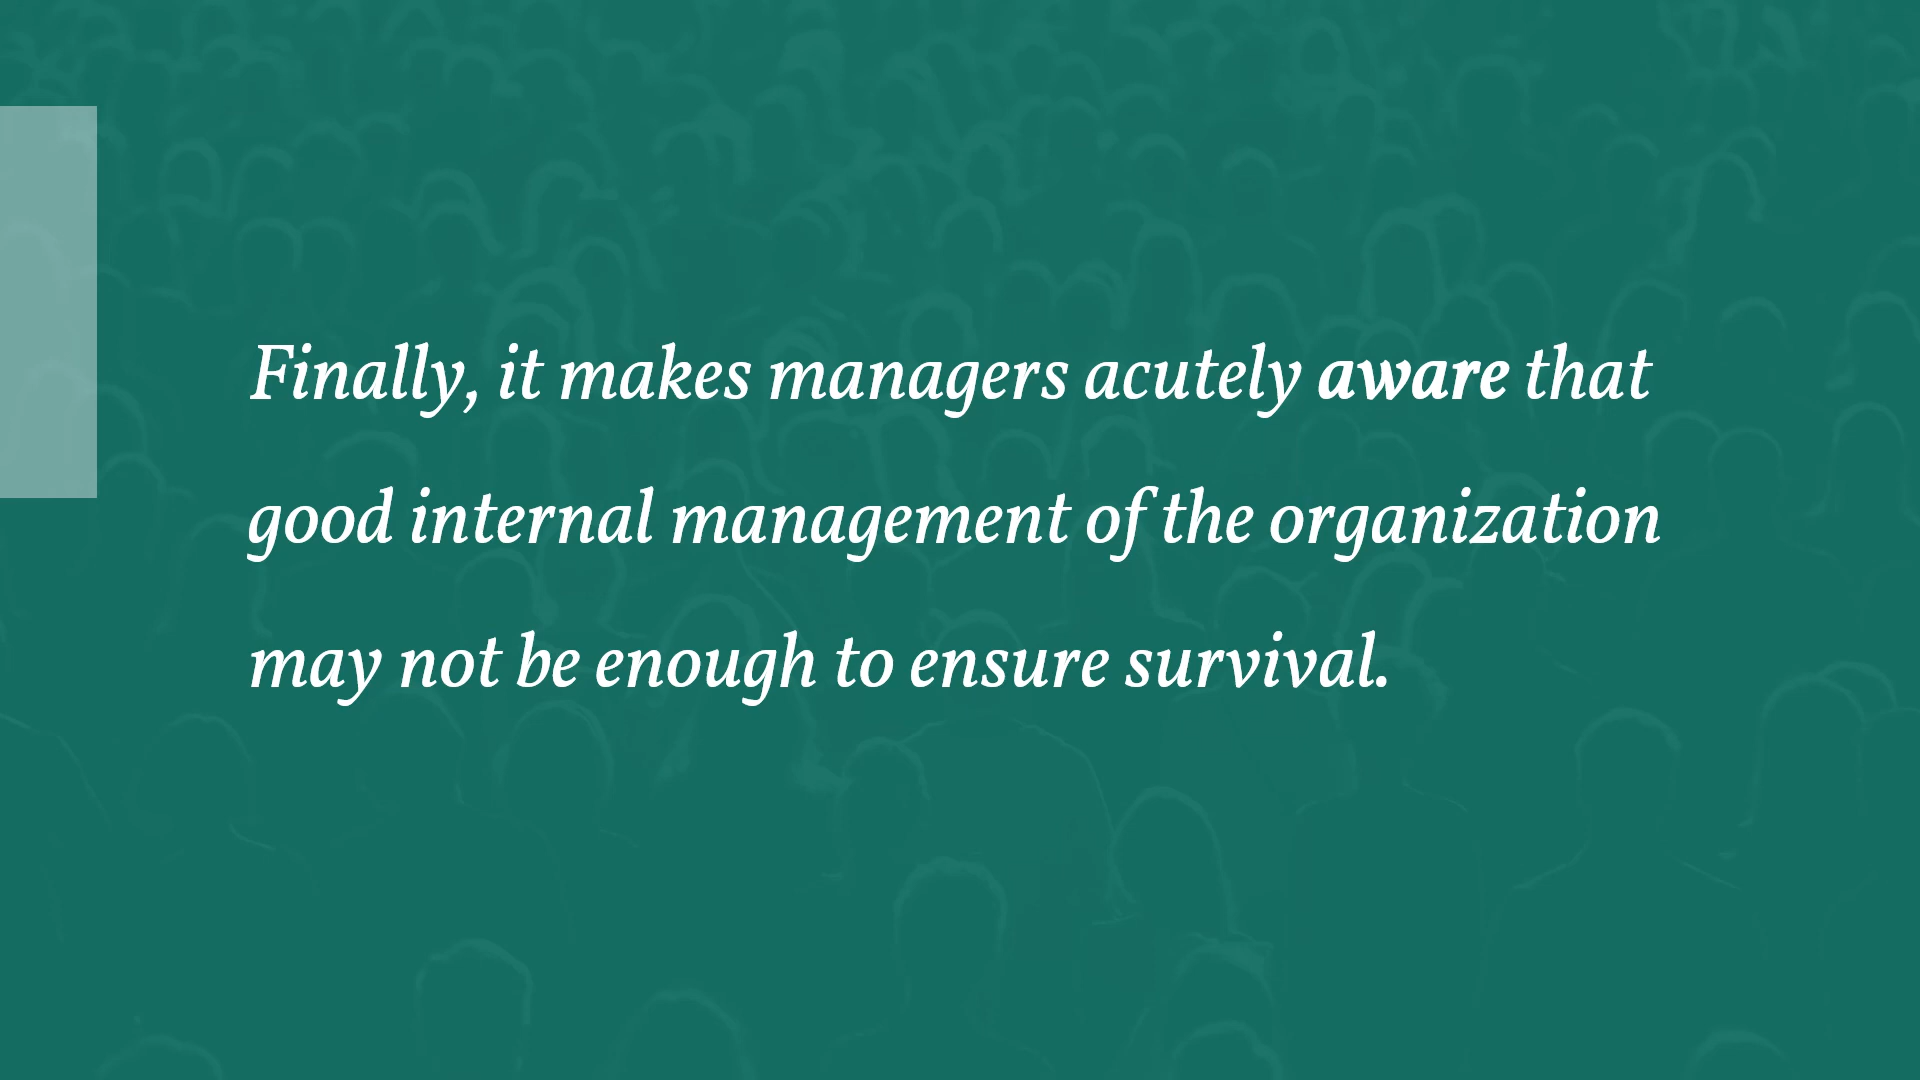 Finally, it makes managers acutely aware that
good internal management of the organization
may not be enough to ensure survival.